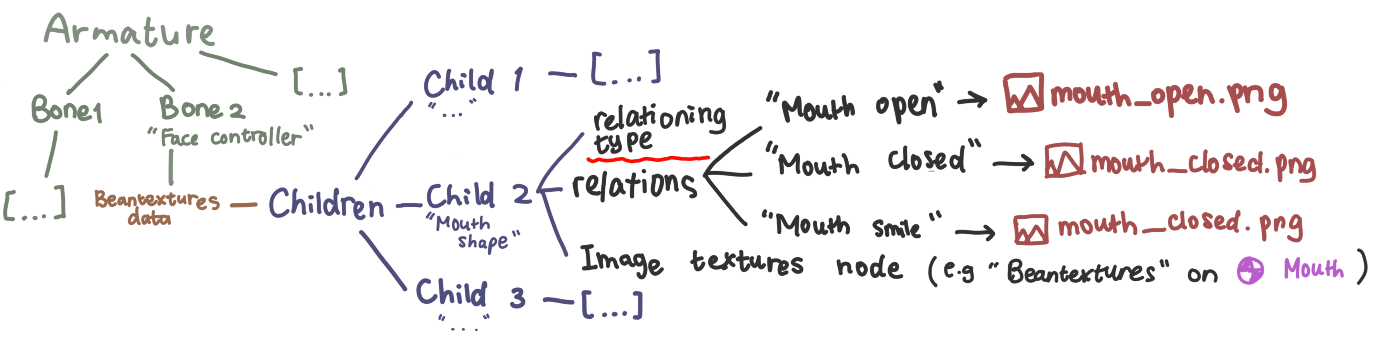 Armature
Bone1
Bone 2
"Face controller"
[...]
[...]
Beantextures
data
Children
Child 1
"..."
[...]
Child 2
"Mouth
shape"
Child 3
"...."
[...]
relationing
type
relations
Image textures node (e.g "Beantextures" on Mouth)
"Mouth open" → mouth_open.png
"Mouth closed" → mouth_closed.png
"Mouth smile" → mouth_closed.png